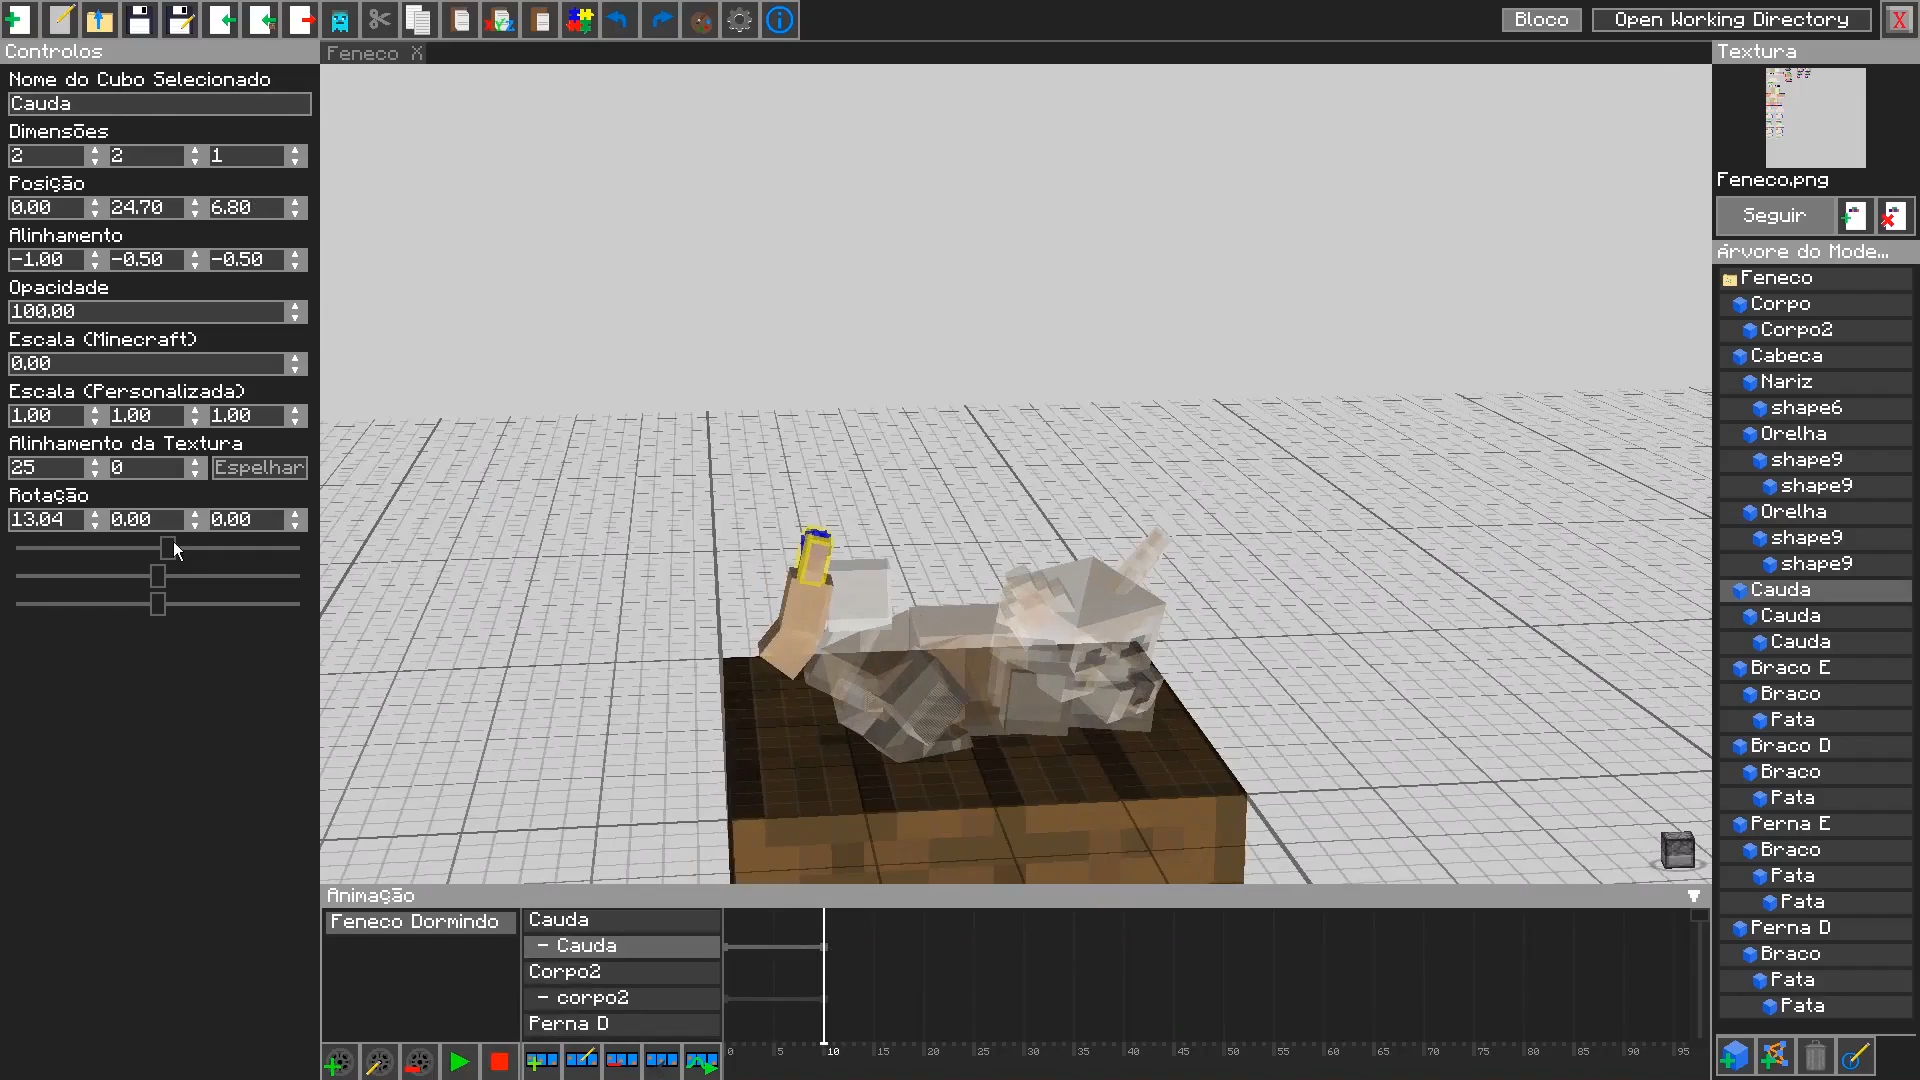 Bloco
Open Working Directory
X
Controlos
Nome do Cubo Selecionado
Cauda
Dimensões
2 2 1
Posição
0.00 24.70 6.80
Alinhamento
-1.00 -0.50 -0.50
Opacidade
100.00
Escala (Minecraft)
0.00
Escala (Personalizada)
1.00 1.00 1.00
Alinhamento da Textura
25 0 Espelhar
Rotação
13.04 0.00 0.00
Feneco X
Animação
Feneco Dormindo
Cauda
- Cauda
Corpo2
- corpo2
Perna D
0 5 10 15 20 25 30 35 40 45 50 55 60 65 70 75 80 85 90 95
Textura
Feneco.png
Seguir
Árvore do Mode...
Feneco
Corpo
Corpo2
Cabeca
Nariz
shape6
Orelha
shape9
shape9
Orelha
shape9
shape9
Cauda
Cauda
Cauda
Braco E
Braco
Pata
Braco D
Braco
Pata
Perna E
Braco
Pata
Pata
Perna D
Braco
Pata
Pata